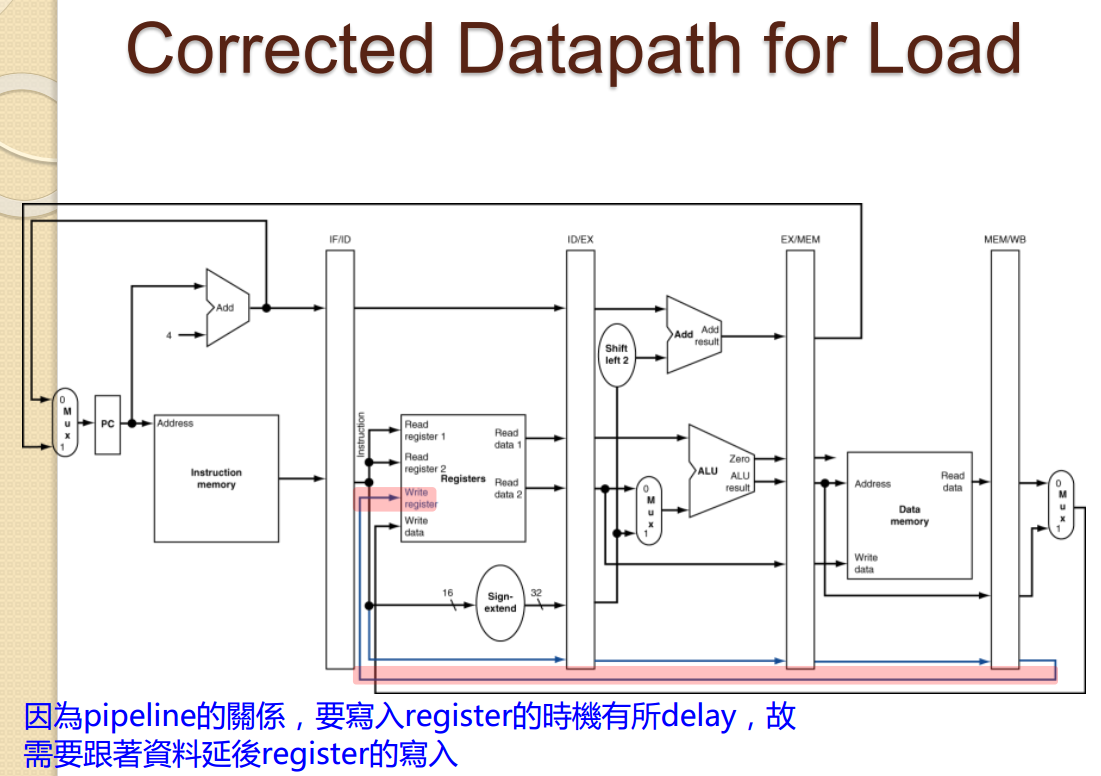 Corrected Datapath for Load
IF/ID
ID/EX
EX/MEM
MEM/WB
Add
4
Add
Add
result
Shift
left 2
0
M
u
x
1
PC
Address
Instruction
memory
Instruction
Read
register 1
Read
register 2
Write
register
Write
data
Registers
Read
data 1
Read
data 2
0
M
u
x
1
ALU
Zero
ALU
result
Address
Read
data
Data
memory
Write
data
0
M
u
x
1
16
Sign-
extend
32
因為pipeline的關係，要寫入register的時機有所delay，故
需要跟著資料延後register的寫入